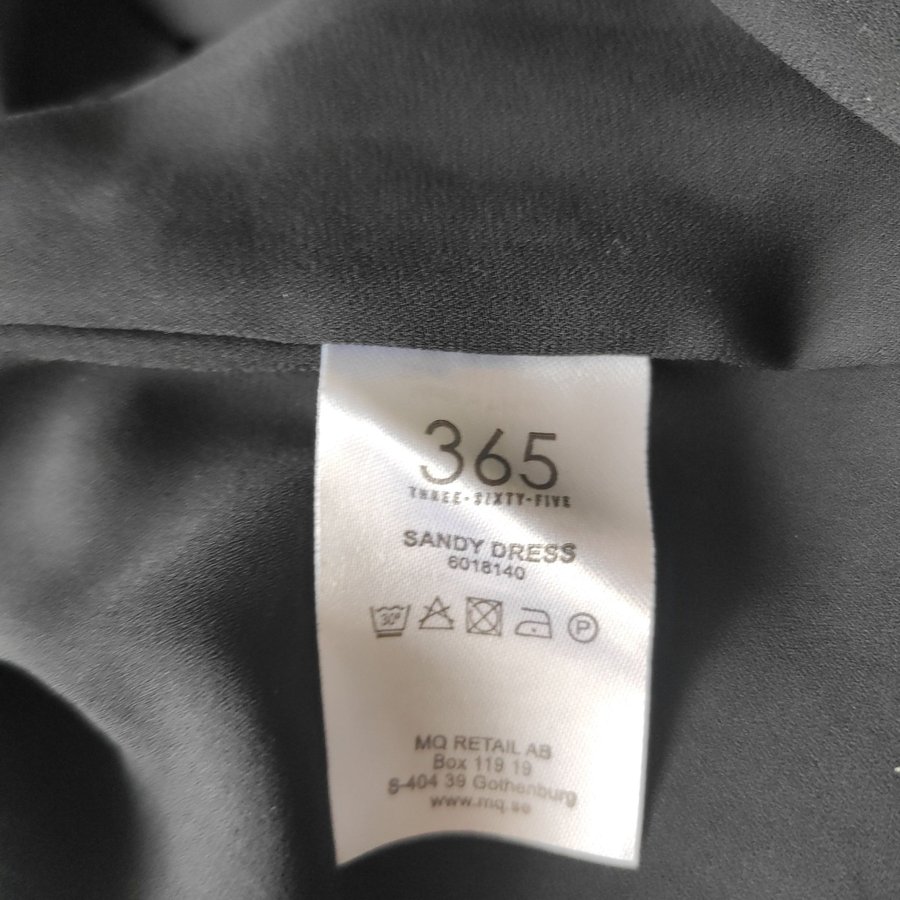 365
THREE-SIXTY-FIVE
SANDY DRESS
6018140
30°
P
MQ RETAIL AB
Box 119 19
S-404 39 Gothenburg
www.mq.se